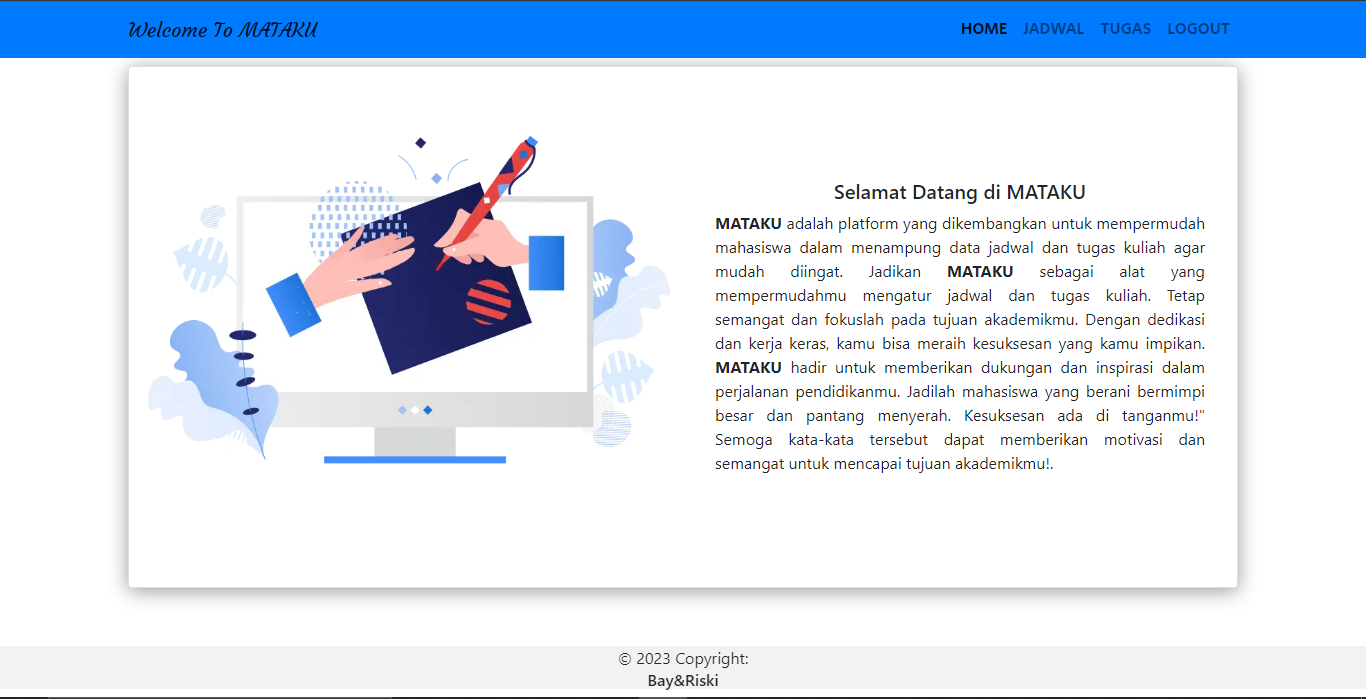 Welcome To MATAKU
HOME JADWAL TUGAS LOGOUT
Selamat Datang di MATAKU
MATAKU adalah platform yang dikembangkan untuk mempermudah
mahasiswa dalam menampung data jadwal dan tugas kuliah agar
mudah diingat. Jadikan MATAKU sebagai alat yang
mempermudahmu mengatur jadwal dan tugas kuliah. Tetap
semangat dan fokuslah pada tujuan akademikmu. Dengan dedikasi
dan kerja keras, kamu bisa meraih kesuksesan yang kamu impikan.
MATAKU hadir untuk memberikan dukungan dan inspirasi dalam
perjalanan pendidikanmu. Jadilah mahasiswa yang berani bermimpi
besar dan pantang menyerah. Kesuksesan ada di tanganmu!"
Semoga kata-kata tersebut dapat memberikan motivasi dan
semangat untuk mencapai tujuan akademikmu!.
© 2023 Copyright:
Bay&Riski